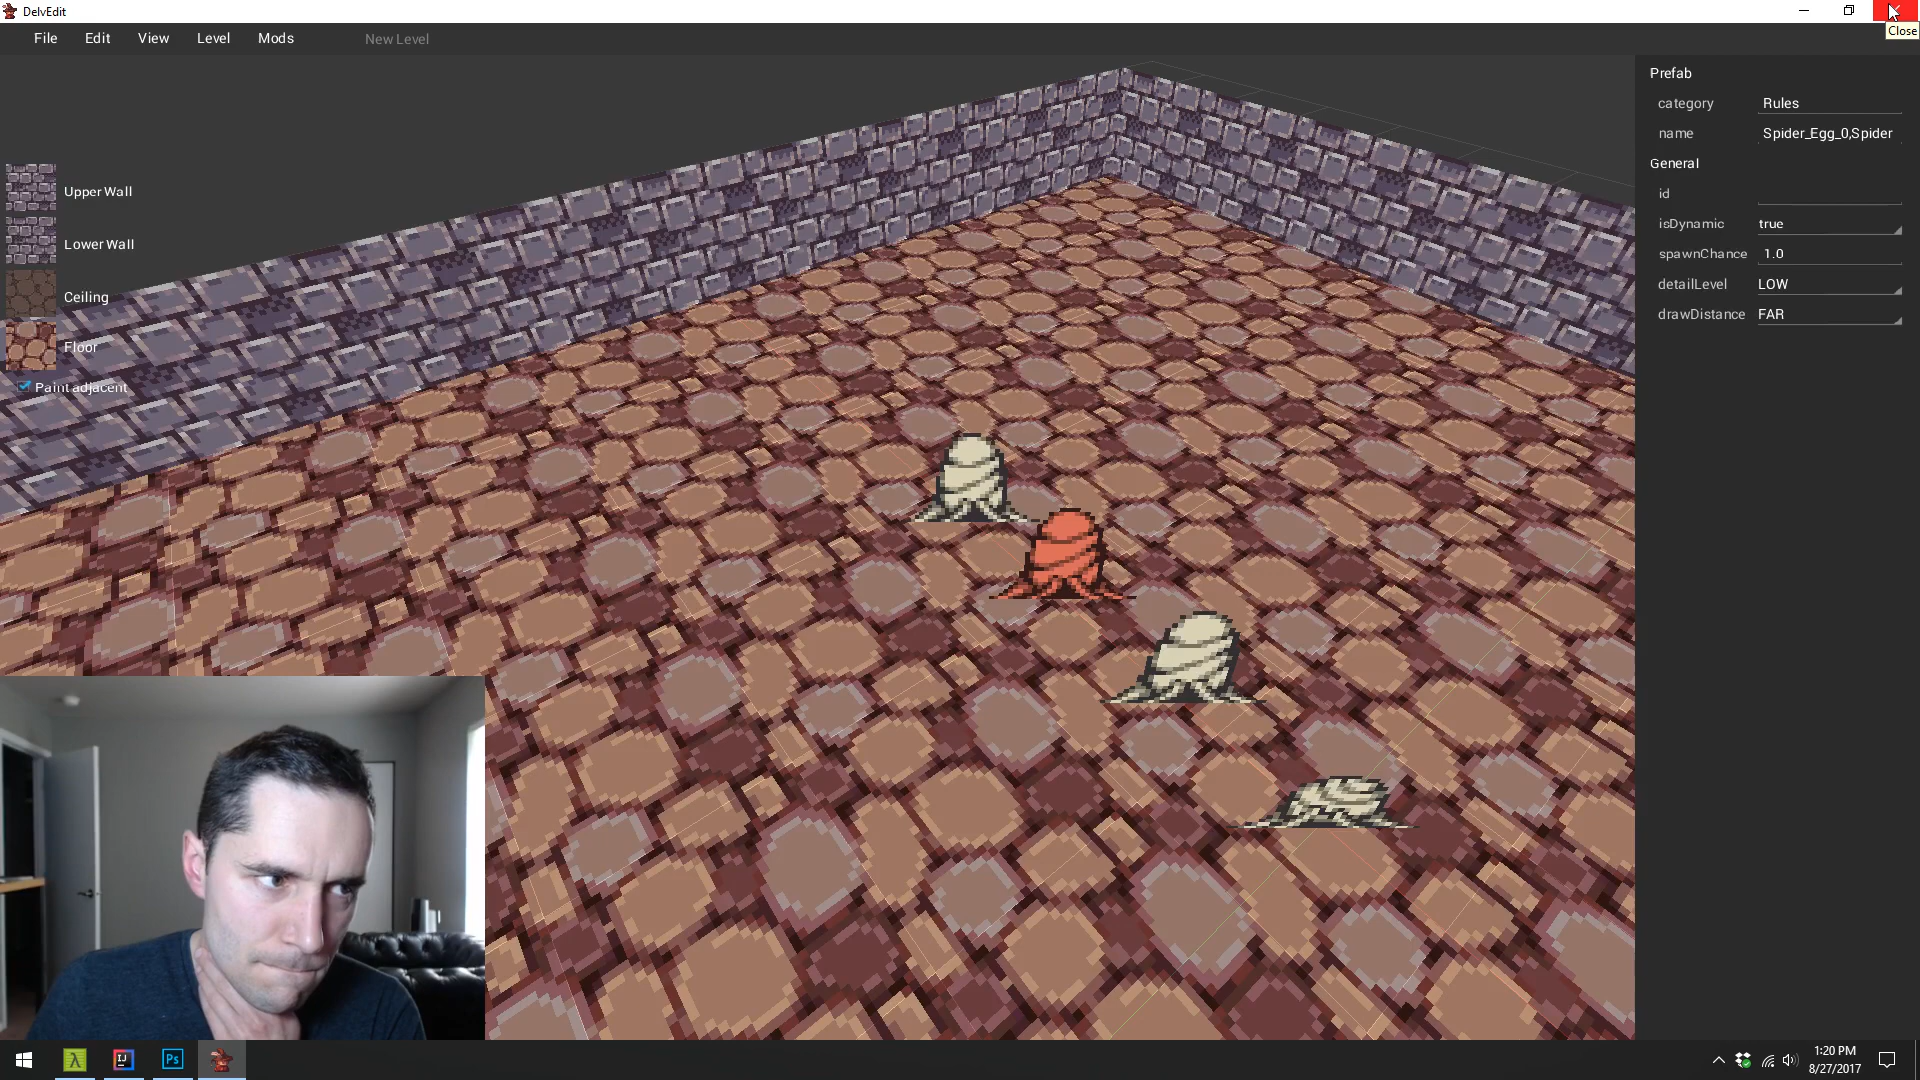 DelvEdit
Close
File Edit View Level Mods New Level
Upper Wall
Lower Wall
Ceiling
Floor
Paint adjacent
Prefab
category Rules
name Spider_Egg_0,Spider
General
id
isDynamic true
spawnChance 1.0
detailLevel LOW
drawDistance FAR
λ IJ Ps
1:20 PM
8/27/2017